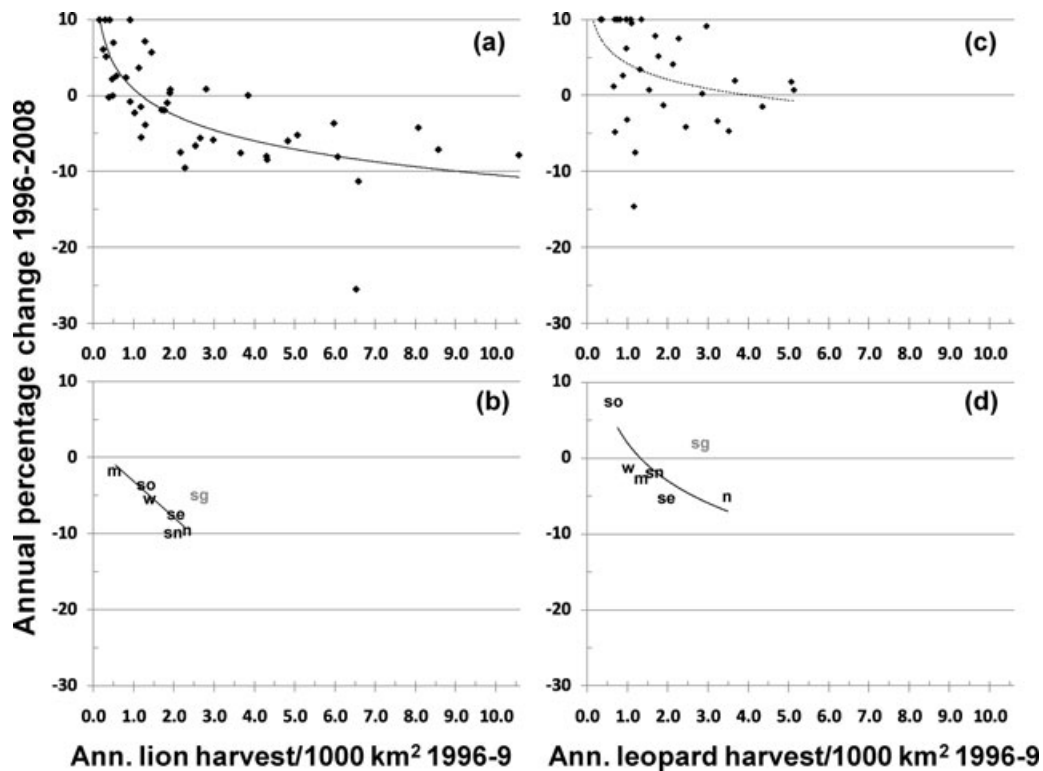 Annual percentage change 1996-2008
10
0
-10
-20
-30
(a)
0.0 1.0 2.0 3.0 4.0 5.0 6.0 7.0 8.0 9.0 10.0
10
0
-10
-20
-30
(c)
0.0 1.0 2.0 3.0 4.0 5.0 6.0 7.0 8.0 9.0 10.0
10
0
-10
-20
-30
(b)
m
so
w
sg
se
sn
n
0.0 1.0 2.0 3.0 4.0 5.0 6.0 7.0 8.0 9.0 10.0
Ann. lion harvest/1000 km² 1996-9
10
0
-10
-20
-30
(d)
so
sg
w
sn
m
se
n
0.0 1.0 2.0 3.0 4.0 5.0 6.0 7.0 8.0 9.0 10.0
Ann. leopard harvest/1000 km² 1996-9